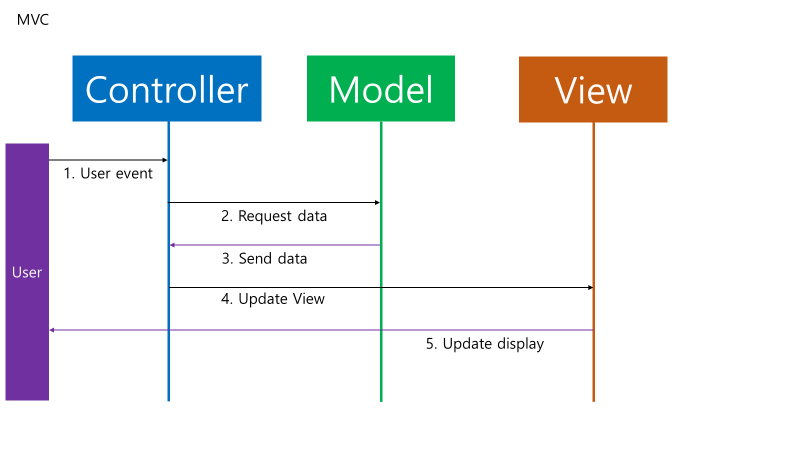 MVC
Controller
Model
View
1. User event
2. Request data
3. Send data
User
4. Update View
5. Update display